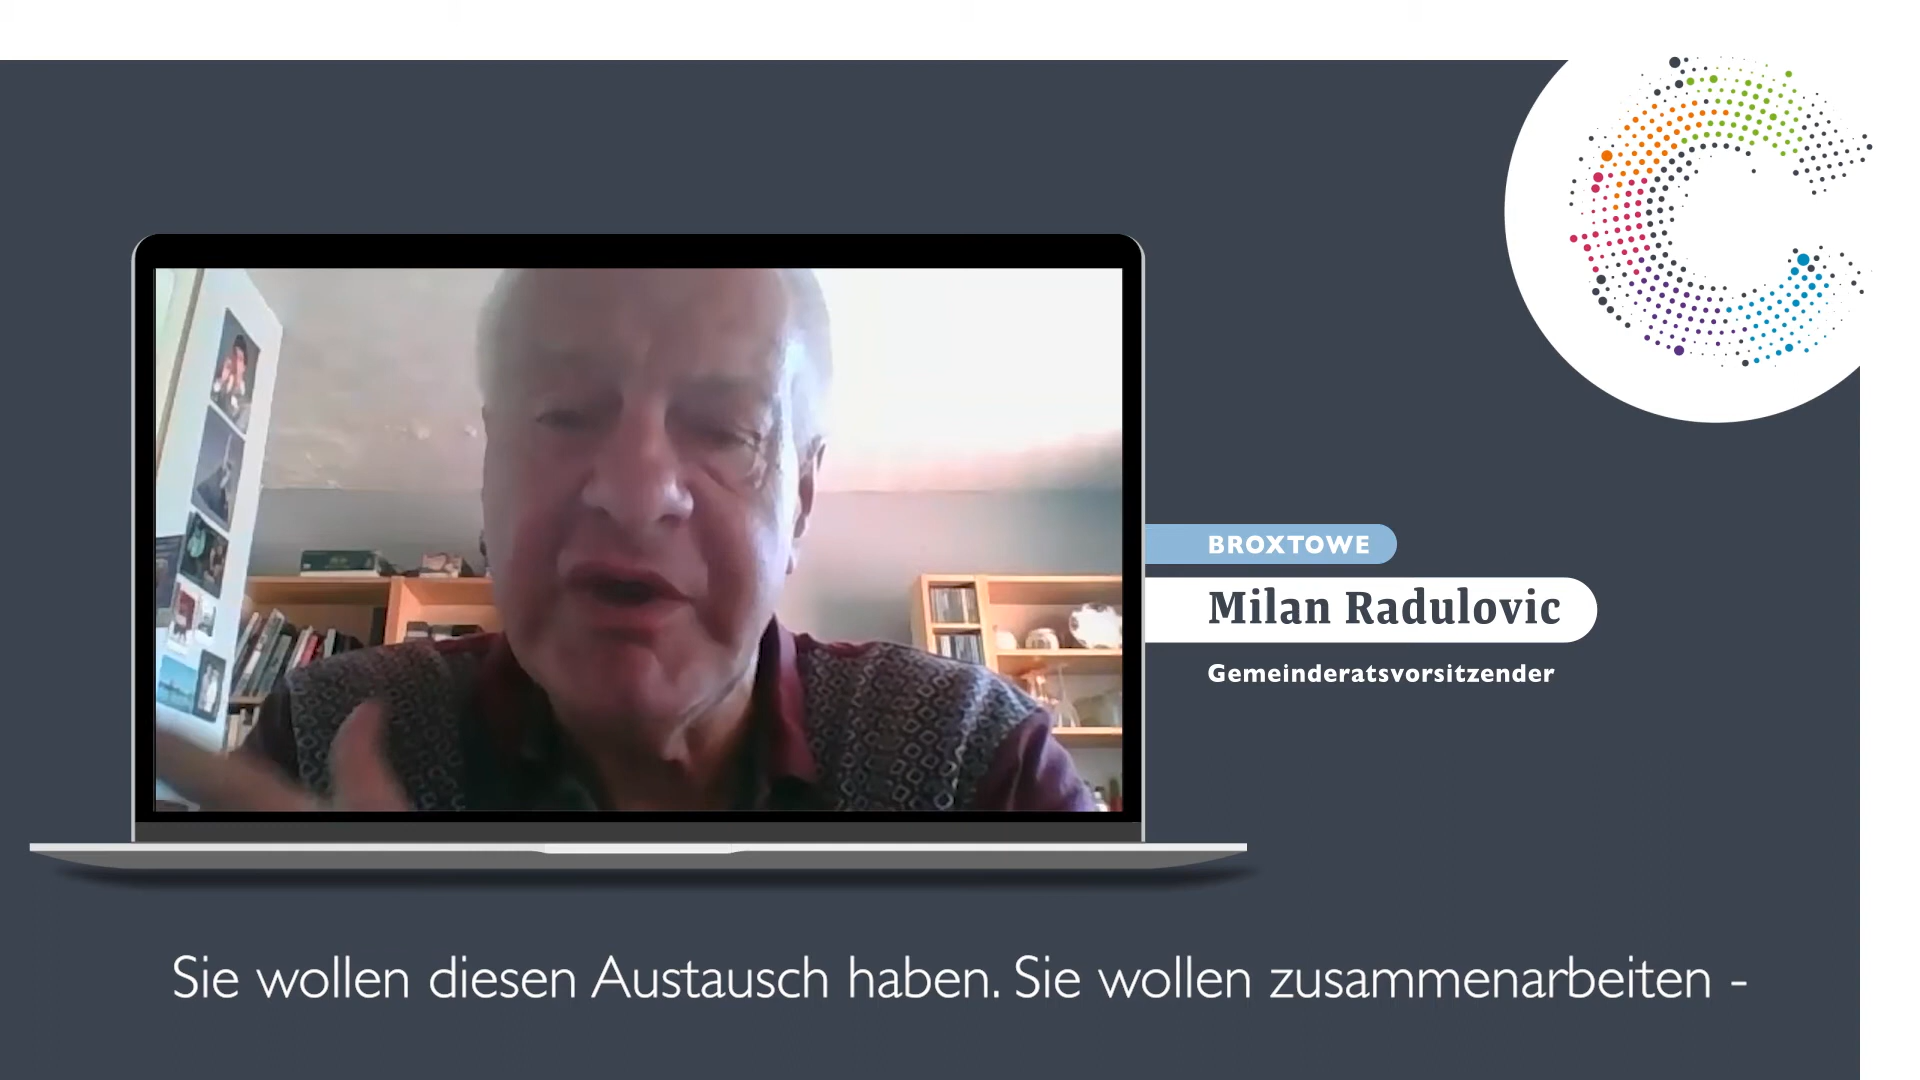 BROXTOWE
Milan Radulovic
Gemeinderatsvorsitzender
Sie wollen diesen Austausch haben. Sie wollen zusammenarbeiten -